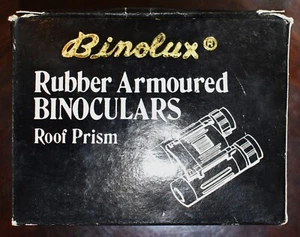 Binolux®
Rubber Armoured
BINOCULARS
Roof Prism